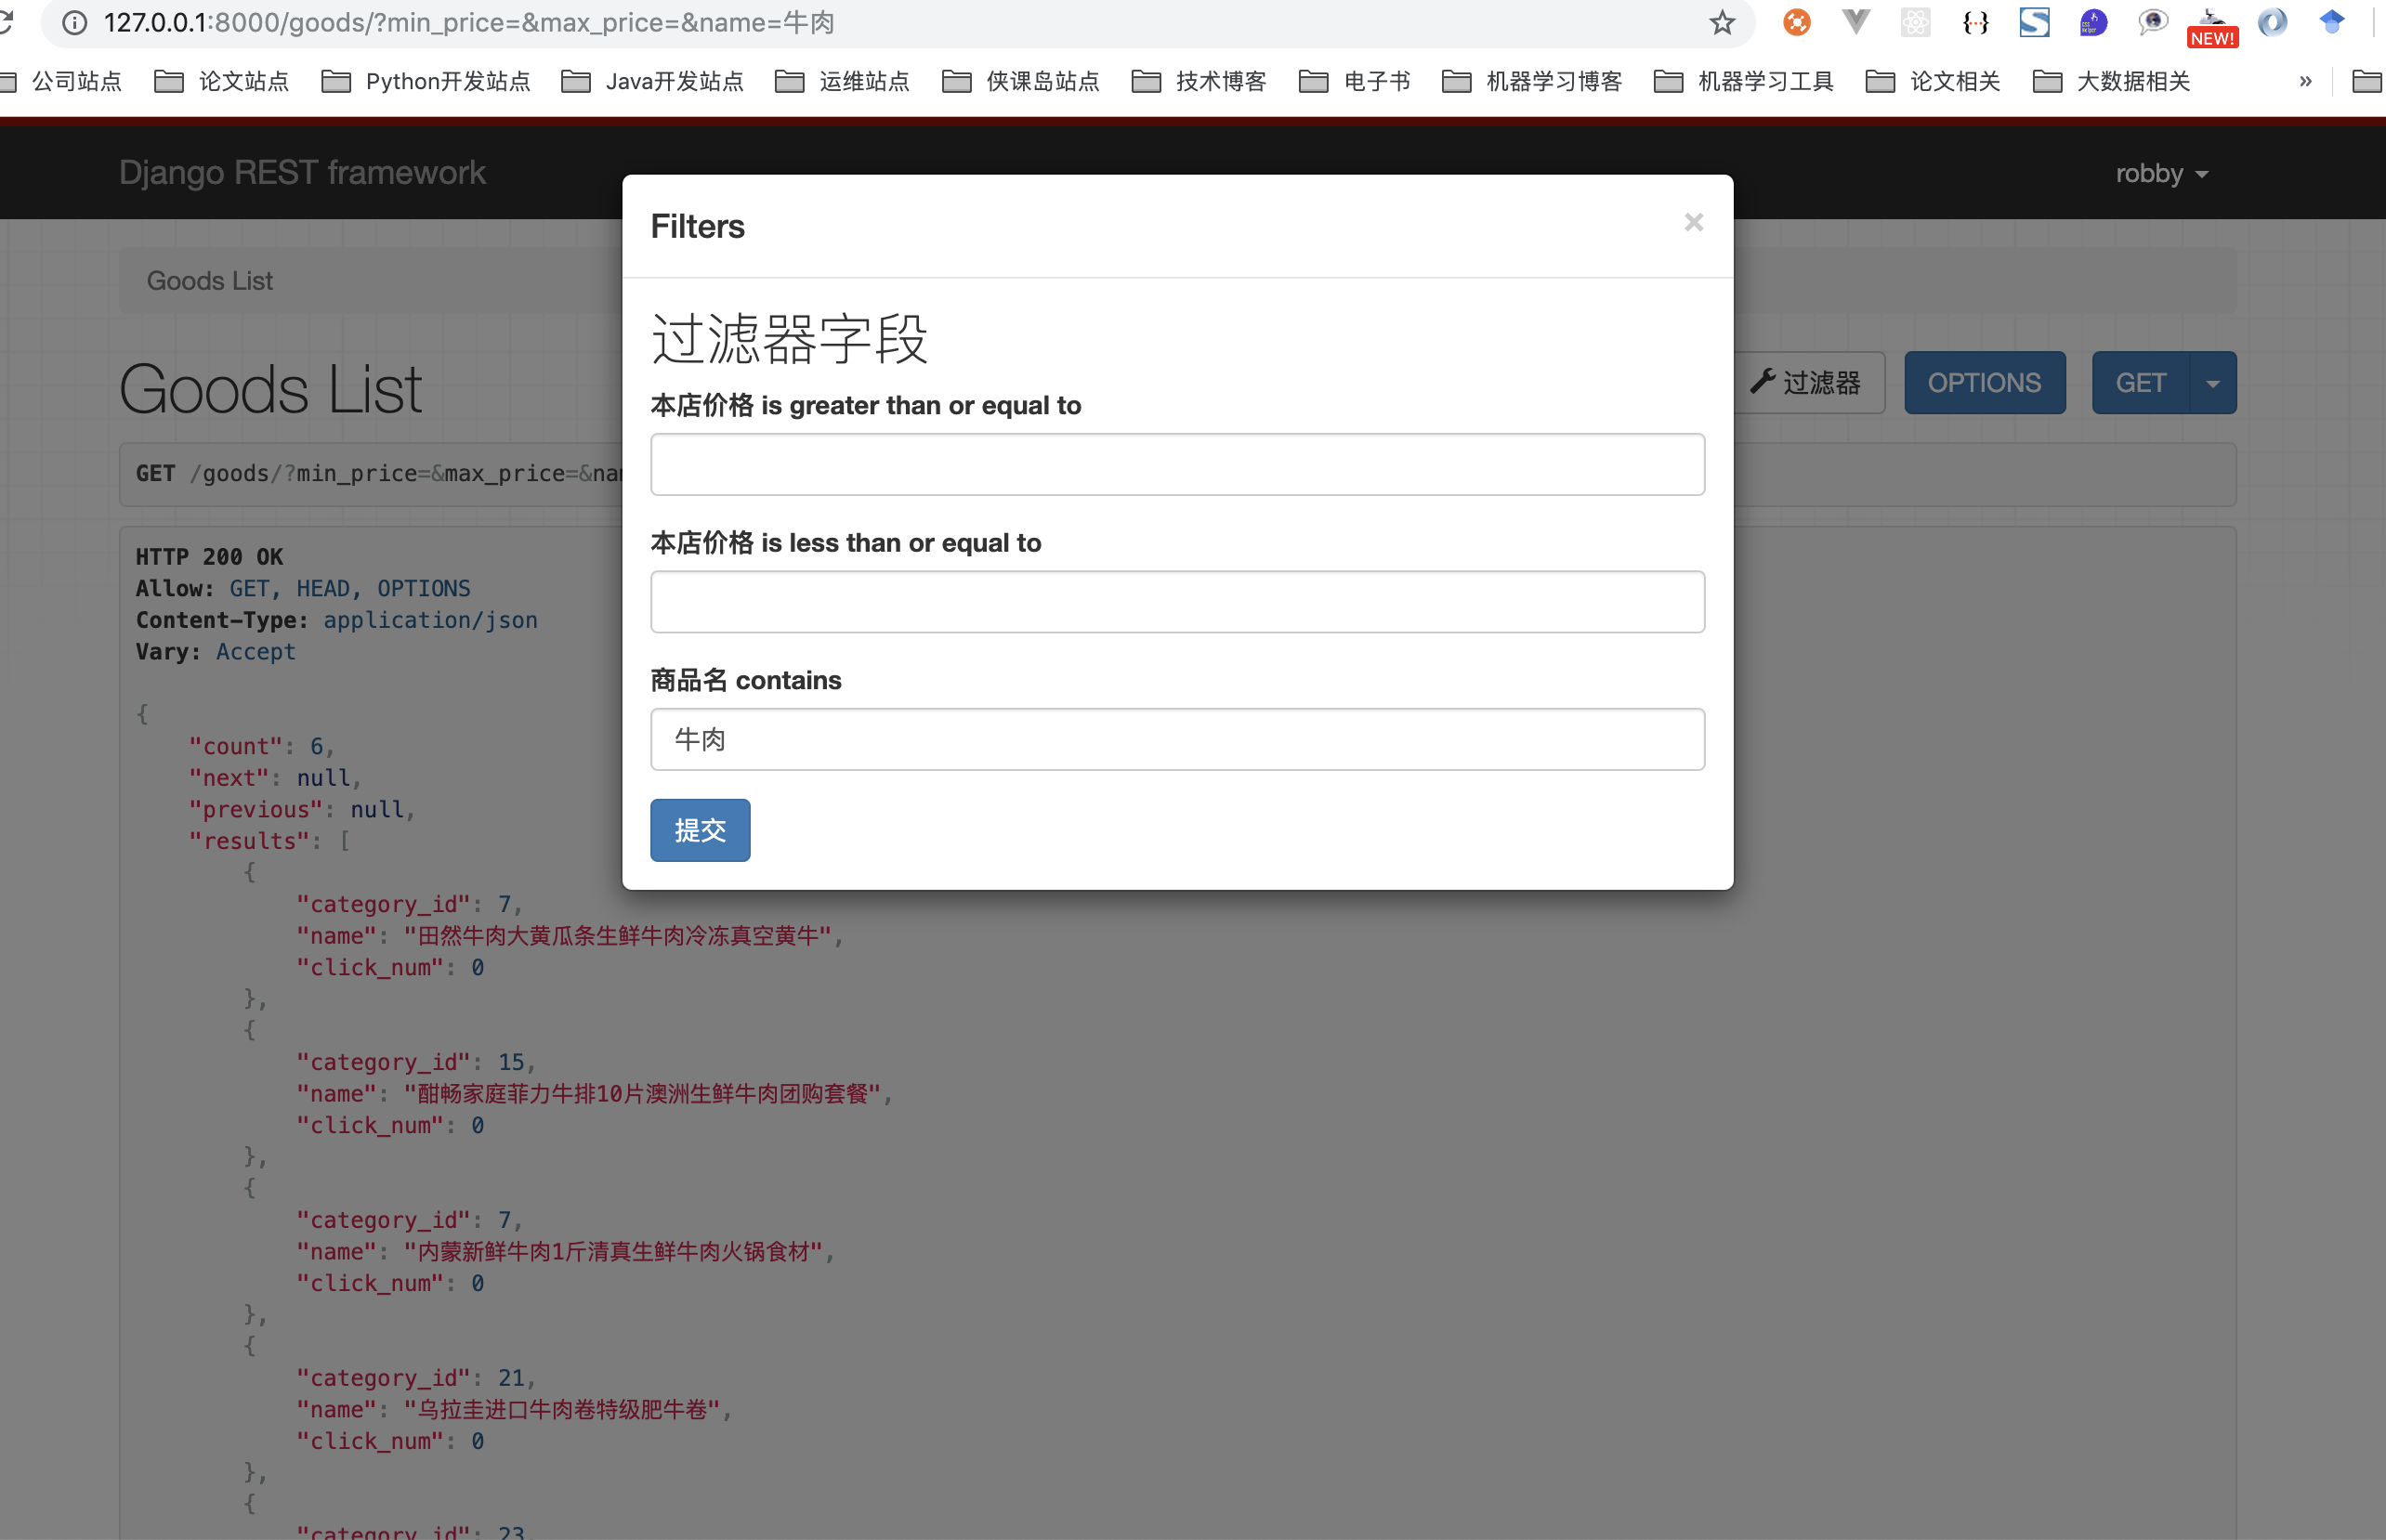 127.0.0.1:8000/goods/?min_price=&max_price=&name=牛肉
NEW!
公司站点 论文站点 Python开发站点 Java开发站点 运维站点 侠课岛站点 技术博客 电子书 机器学习博客 机器学习工具 论文相关 大数据相关 »
Django REST framework
robby
Filters ×
Goods List
过滤器字段
Goods List
过滤器 OPTIONS GET
本店价格 is greater than or equal to
GET /goods/?min_price=&max_price=&na
本店价格 is less than or equal to
HTTP 200 OK
Allow: GET, HEAD, OPTIONS
Content-Type: application/json
Vary: Accept
商品名 contains
牛肉
提交
{
"count": 6,
"next": null,
"previous": null,
"results": [
{
"category_id": 7,
"name": "田然牛肉大黄瓜条生鲜牛肉冷冻真空黄牛",
"click_num": 0
},
{
"category_id": 15,
"name": "酣畅家庭菲力牛排10片澳洲生鲜牛肉团购套餐",
"click_num": 0
},
{
"category_id": 7,
"name": "内蒙新鲜牛肉1斤清真生鲜牛肉火锅食材",
"click_num": 0
},
{
"category_id": 21,
"name": "乌拉圭进口牛肉卷特级肥牛卷",
"click_num": 0
},
{
"category_id": 23,